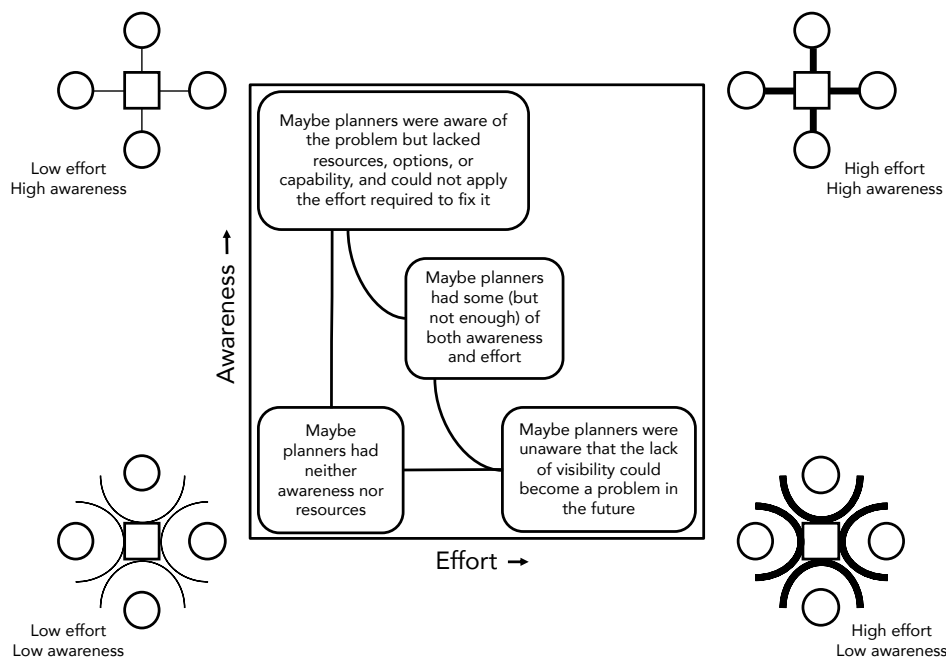 Low effort
High awareness
High effort
High awareness
Maybe planners were aware of
the problem but lacked
resources, options, or
capability, and could not apply
the effort required to fix it
Awareness →
Maybe planners
had some (but
not enough) of
both awareness
and effort
Maybe
planners had
neither
awareness nor
resources
Maybe planners were
unaware that the lack
of visibility could
become a problem in
the future
Effort →
Low effort
Low awareness
High effort
Low awareness